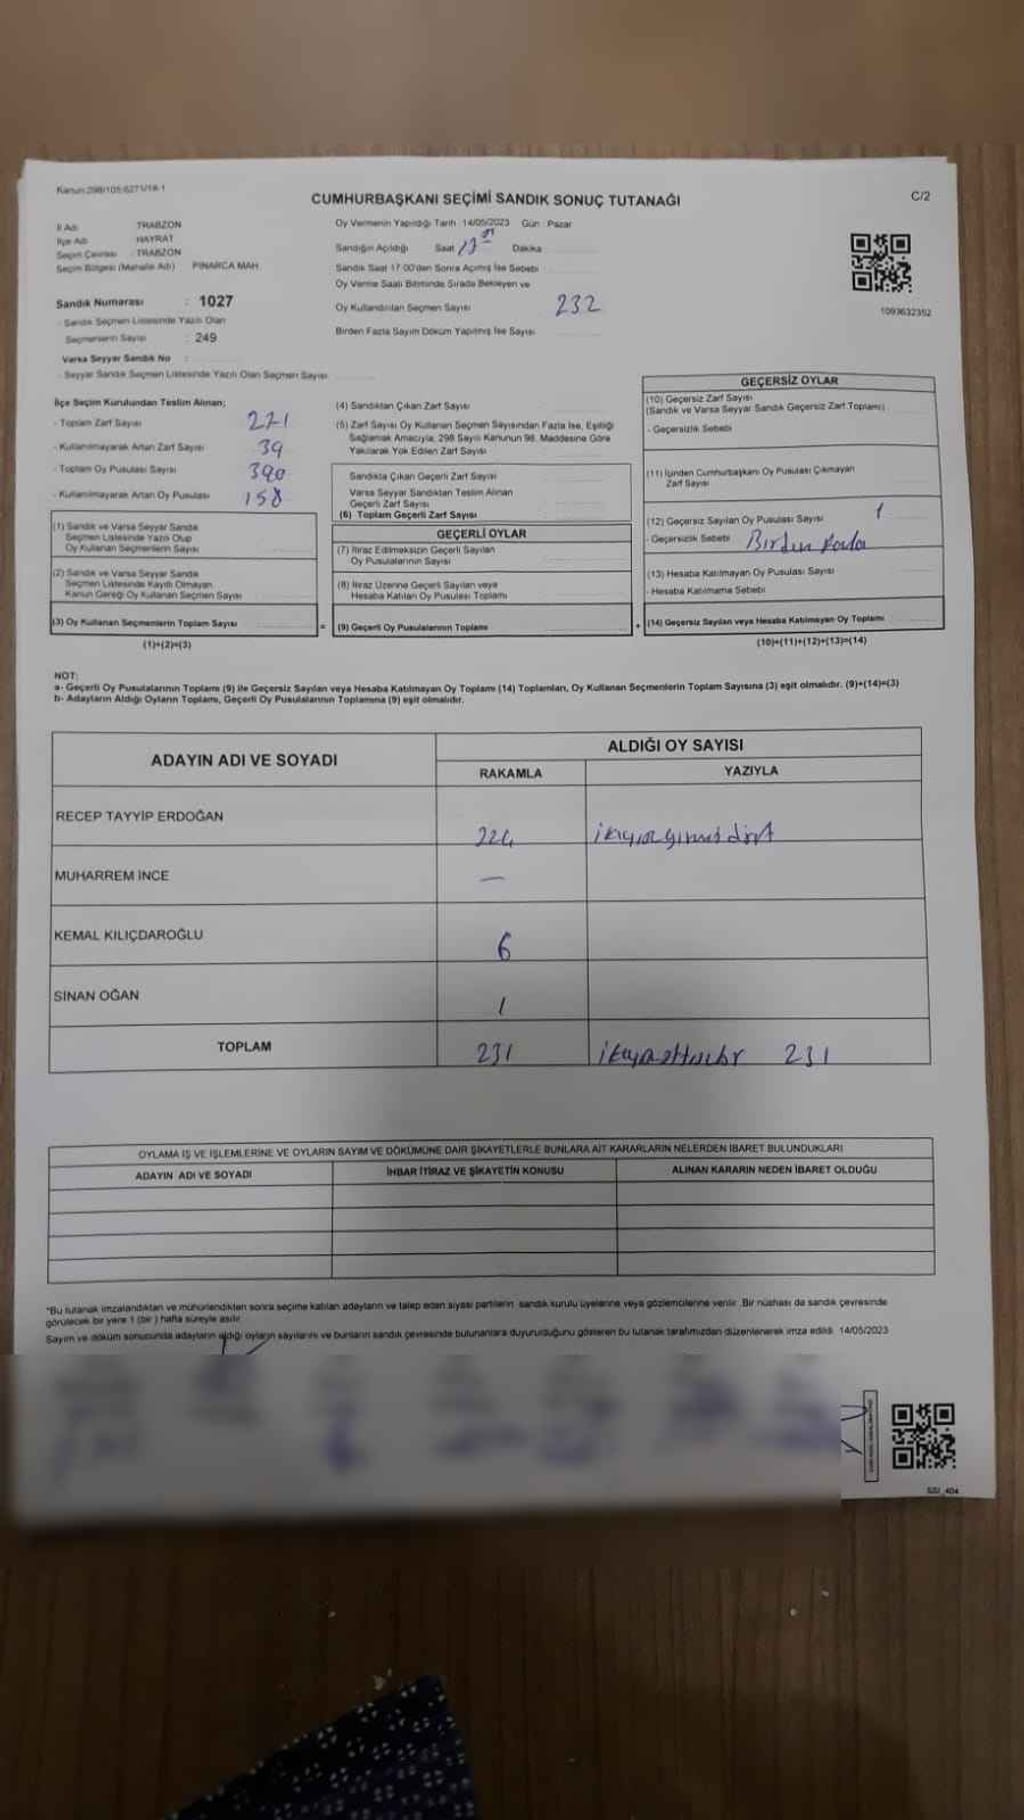 Kanun:298/105:6271/18-1
CUMHURBAŞKANI SEÇİMİ SANDIK SONUÇ TUTANAĞI
C/2
İl Adı TRABZON
İlçe Adı HAYRAT
Seçim Çevresi : TRABZON
Seçim Bölgesi (Mahalle Adı) PINARCA MAH.
Sandık Numarası : 1027
- Sandık Seçmen Listesinde Yazılı Olan
Seçmenlerin Sayısı : 249
Varsa Seyyar Sandık No :
- Seyyar Sandık Seçmen Listesinde Yazılı Olan Seçmen Sayısı
Oy Vermenin Yapıldığı Tarih 14/05/2023 Gün : Pazar
Sandığın Açıldığı Saat Dakika
Sandık Saat 17:00'den Sonra Açılmış İse Sebebi
Oy Verme Saati Bitiminde Sırada Bekleyen ve
Oy Kullandırılan Seçmen Sayısı 232
Birden Fazla Sayım Döküm Yapılmış İse Sayısı
1093632352
İlçe Seçim Kurulundan Teslim Alınan;
- Toplam Zarf Sayısı 271
- Kullanılmayarak Artan Zarf Sayısı 39
- Toplam Oy Pusulası Sayısı 390
- Kullanılmayarak Artan Oy Pusulası 158
(1) Sandık ve Varsa Seyyar Sandık
Seçmen Listesinde Yazılı Olup
Oy Kullanan Seçmenlerin Sayısı
(2) Sandık ve Varsa Seyyar Sandık
Seçmen Listesinde Kayıtlı Olmayan
Kanun Gereği Oy Kullanan Seçmen Sayısı
(3) Oy Kullanan Seçmenlerin Toplam Sayısı
(1)+(2)=(3)
=
(4) Sandıktan Çıkan Zarf Sayısı
(5) Zarf Sayısı Oy Kullanan Seçmen Sayısından Fazla İse, Eşitliği
Sağlamak Amacıyla, 298 Sayılı Kanunun 98. Maddesine Göre
Yakılarak Yok Edilen Zarf Sayısı
Sandıkta Çıkan Geçerli Zarf Sayısı
Varsa Seyyar Sandıktan Teslim Alınan
Geçerli Zarf Sayısı
(6) Toplam Geçerli Zarf Sayısı
GEÇERLİ OYLAR
(7) İtiraz Edilmeksizin Geçerli Sayılan
Oy Pusulalarının Sayısı
(8) İtiraz Üzerine Geçerli Sayılan veya
Hesaba Katılan Oy Pusulası Toplamı
(9) Geçerli Oy Pusulalarının Toplamı
+
GEÇERSİZ OYLAR
(10) Geçersiz Zarf Sayısı
(Sandık ve Varsa Seyyar Sandık Geçersiz Zarf Toplamı)
- Geçersizlik Sebebi
(11) İçinden Cumhurbaşkanı Oy Pusulası Çıkmayan
Zarf Sayısı
(12) Geçersiz Sayılan Oy Pusulası Sayısı 1
- Geçersizlik Sebebi Birden Fazla
(13) Hesaba Katılmayan Oy Pusulası Sayısı
- Hesaba Katılmama Sebebi
(14) Geçersiz Sayılan veya Hesaba Katılmayan Oy Toplamı
(10)+(11)+(12)+(13)=(14)
NOT:
a- Geçerli Oy Pusulalarının Toplamı (9) ile Geçersiz Sayılan veya Hesaba Katılmayan Oy Toplam (14) Toplamları, Oy Kullanan Seçmenlerin Toplam Sayısına (3) eşit olmalıdır. (9)+(14)=(3)
b- Adayların Aldığı Oyların Toplamı, Geçerli Oy Pusulalarının Toplamına (9) eşit olmalıdır.
ADAYIN ADI VE SOYADI ALDIĞI OY SAYISI
RAKAMLA YAZIYLA
RECEP TAYYİP ERDOĞAN 224 ikiyüzyirmidört
MUHARREM İNCE —
KEMAL KILIÇDAROĞLU 6
SİNAN OĞAN 1
TOPLAM 231 231
OYLAMA İŞ VE İŞLEMLERİNE VE OYLARIN SAYIM VE DÖKÜMÜNE DAİR ŞİKAYETLERLE BUNLARA AİT KARARLARIN NELERDEN İBARET BULUNDUKLARI
ADAYIN ADI VE SOYADI İHBAR İTİRAZ VE ŞİKAYETİN KONUSU ALINAN KARARIN NEDEN İBARET OLDUĞU
*Bu tutanak imzalandıktan ve mühürlendikten sonra seçime katılan adayların ve talep eden siyasi partilerin sandık kurulu üyelerine veya gözlemcilerine verilir. Bir nüshası da sandık çevresinde
görülecek bir yere 1 (bir) hafta süreyle asılır.
Sayım ve döküm sonucunda adayların aldığı oyların sayılarını ve bunların sandık çevresinde bulunanlara duyurulduğunu gösteren bu tutanak tarafımızdan düzenlenerek imza edildi. 14/05/2023